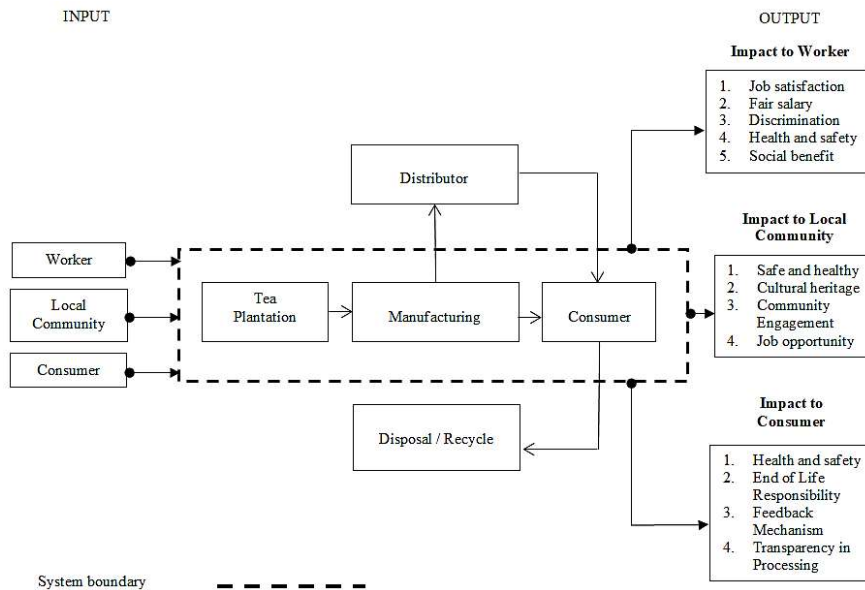 INPUT
OUTPUT
Impact to Worker
1. Job satisfaction
2. Fair salary
3. Discrimination
4. Health and safety
5. Social benefit
Distributor
Worker
Local
Community
Consumer
Tea
Plantation
Manufacturing
Consumer
Impact to Local
Community
1. Safe and healthy
2. Cultural heritage
3. Community
Engagement
4. Job opportunity
Disposal / Recycle
Impact to
Consumer
1. Health and safety
2. End of Life
Responsibility
3. Feedback
Mechanism
4. Transparency in
Processing
System boundary